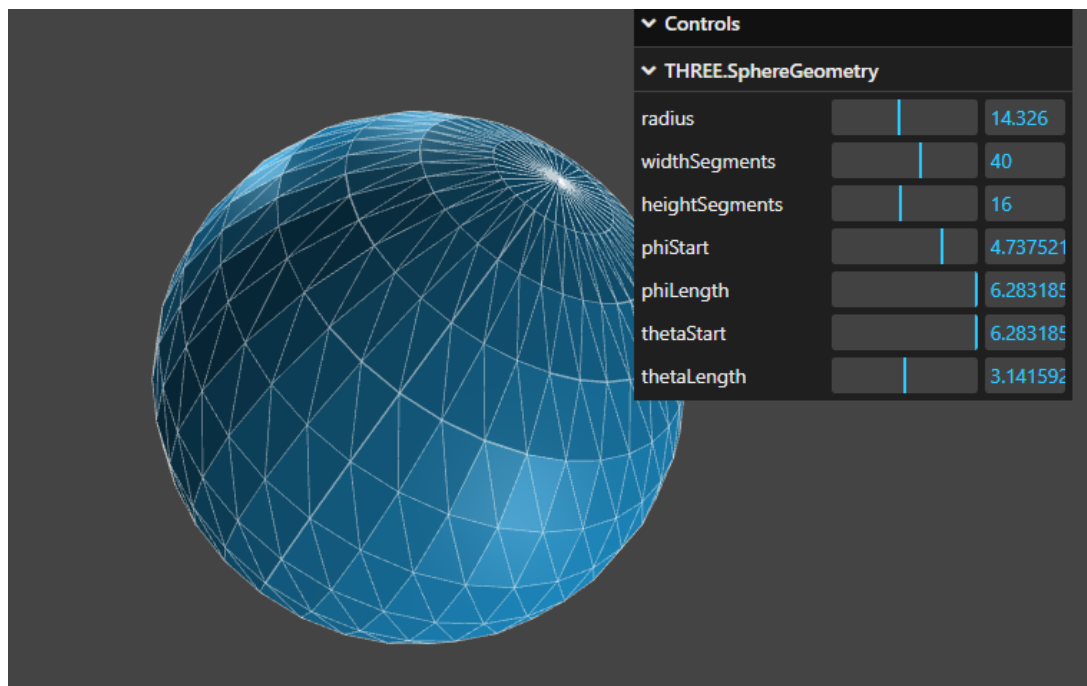 Controls
THREE.SphereGeometry
radius 14.326
widthSegments 40
heightSegments 16
phiStart 4.737521
phiLength 6.283185
thetaStart 6.283185
thetaLength 3.141592